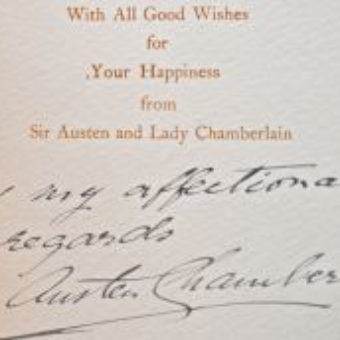 With All Good Wishes
for
Your Happiness
from
Sir Austen and Lady Chamberlain
my affectiona
regards
Austen Chamber